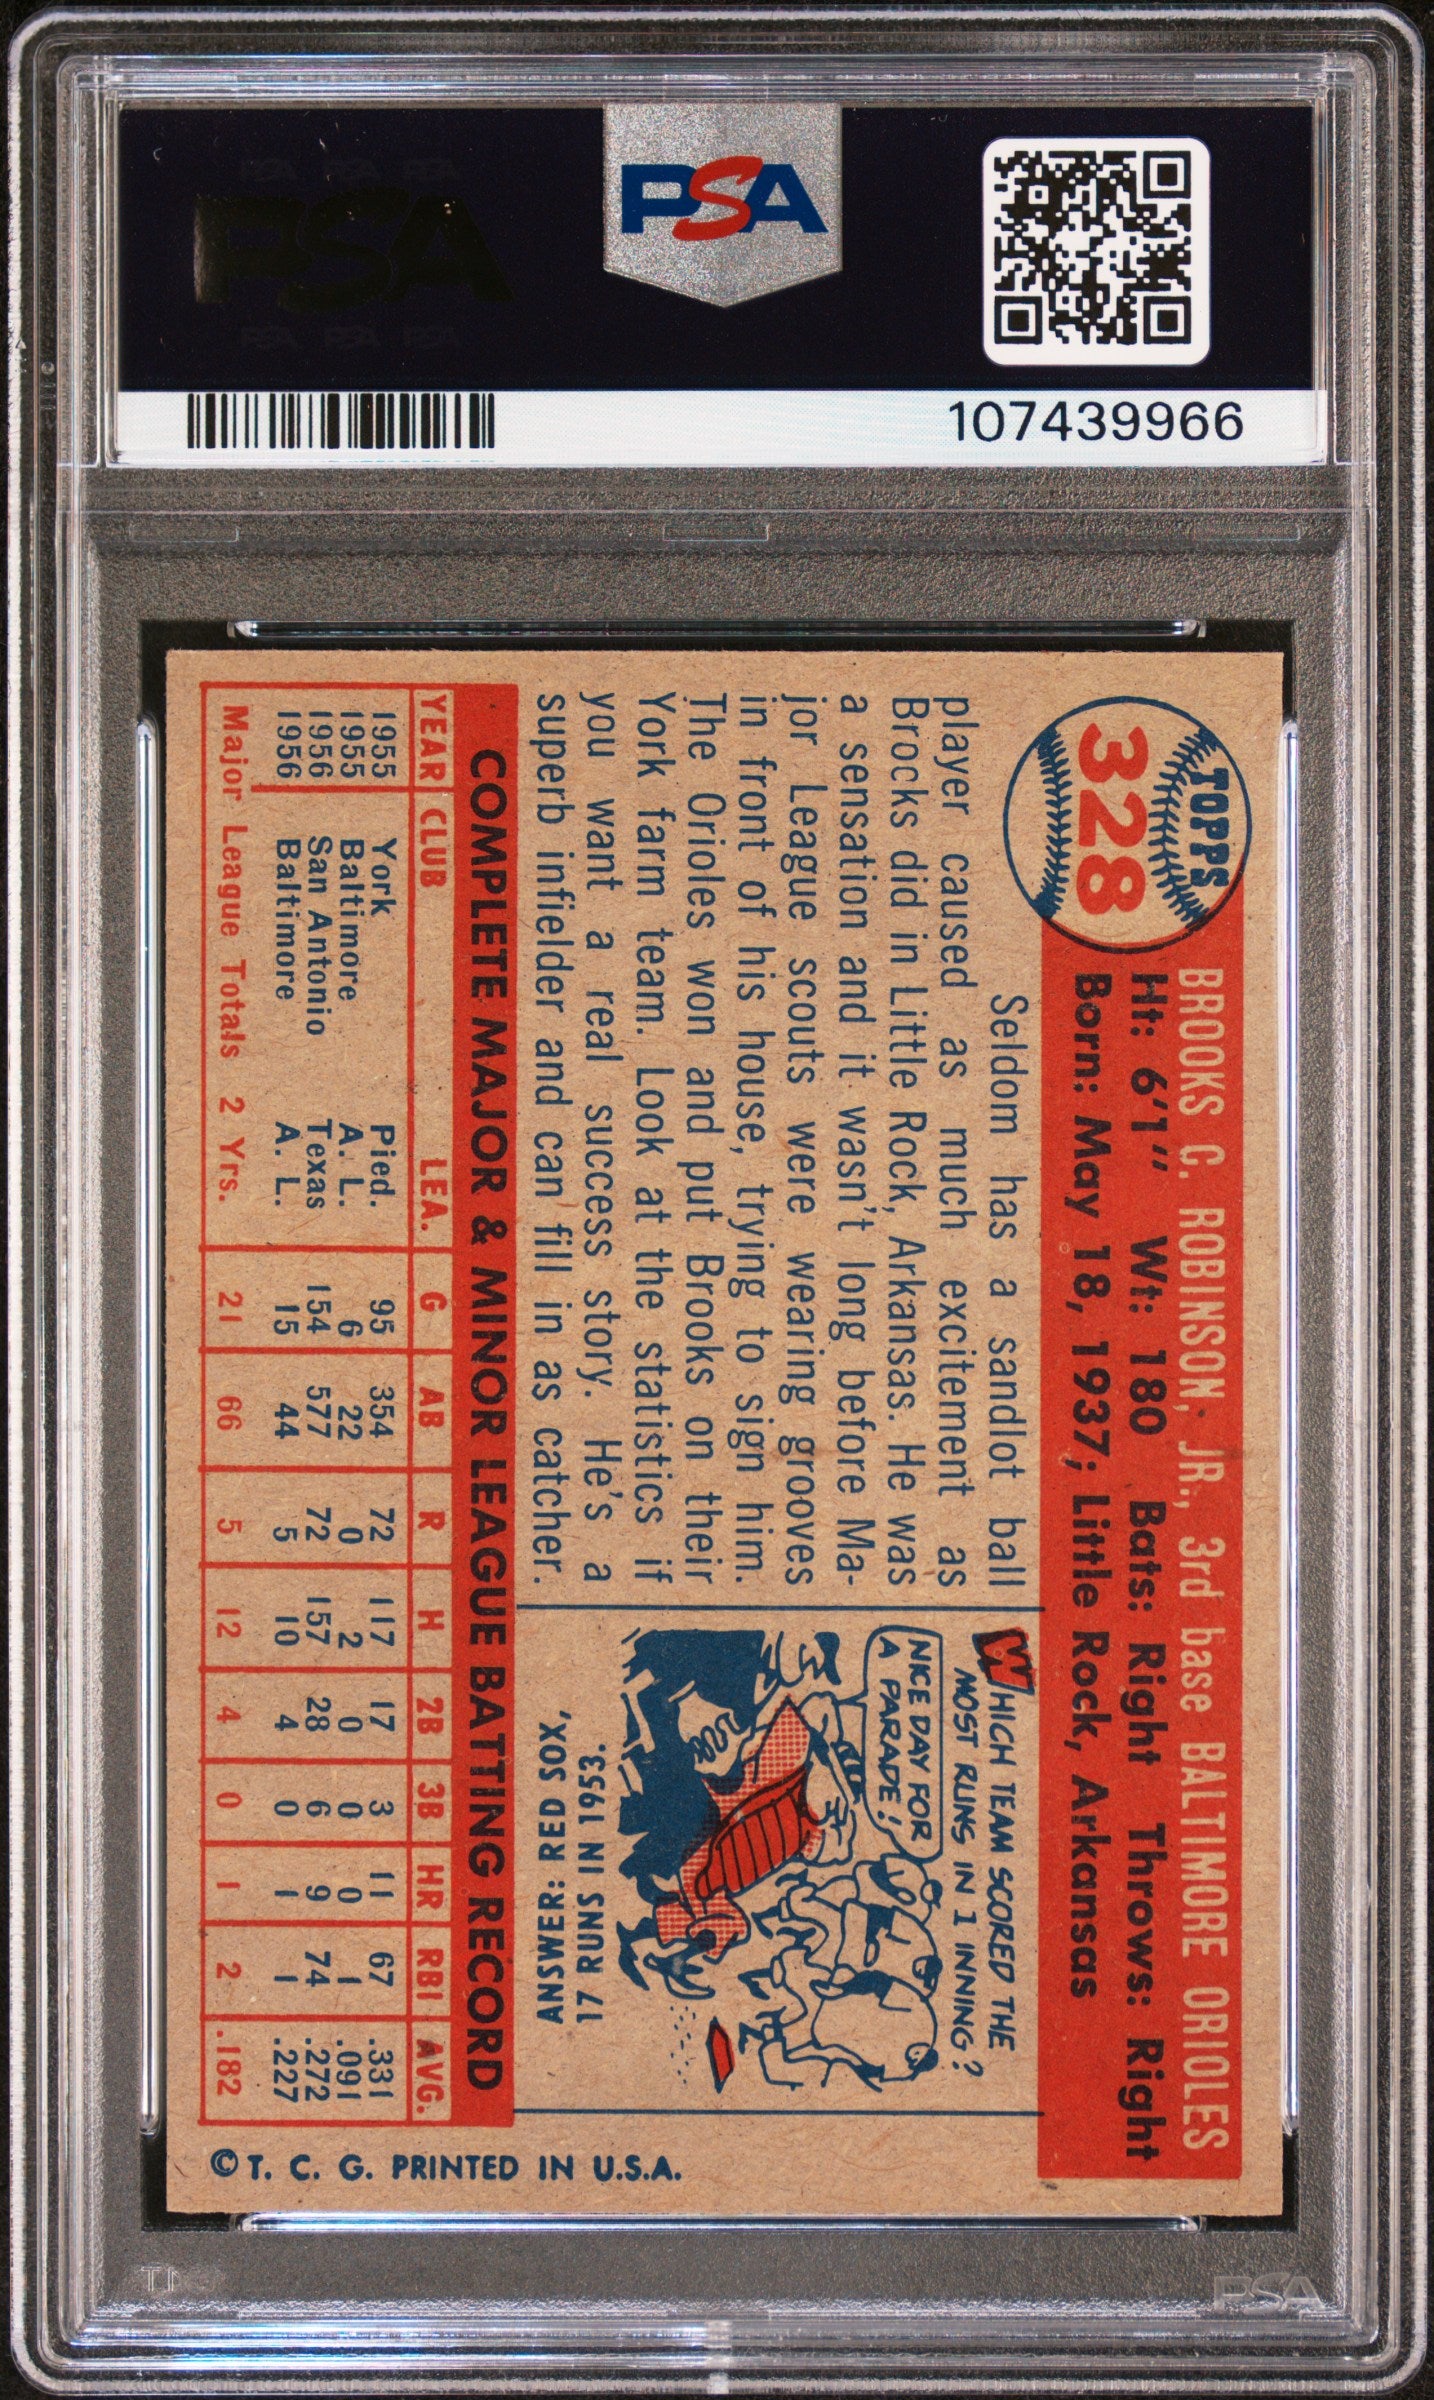 PSA
PSA PSA PSA
PSA
PSA PSA PSA
107439966
TOPPS
328
BROOKS C. ROBINSON, JR., 3rd base BALTIMORE ORIOLES
Ht: 6'1" Wt: 180 Bats: Right Throws: Right
Born: May 18, 1937; Little Rock, Arkansas
Seldom has a sandlot ball
player caused as much excitement as
Brocks did in Little Rock, Arkansas. He was
a sensation and it wasn't long before Ma-
jor League scouts were wearing grooves
in front of his house, trying to sign him.
The Orioles won and put Brooks on their
York farm team. Look at the statistics if
you want a real success story. He's a
superb infielder and can fill in as catcher.
WHICH TEAM SCORED THE
MOST RUNS IN 1 INNING?
NICE DAY FOR
A PARADE!
ANSWER: RED SOX,
17 RUNS IN 1953.
COMPLETE MAJOR & MINOR LEAGUE BATTING RECORD
YEAR CLUB LEA. G AB R H 2B 3B HR RBI AVG.
1955 York Pied. 95 354 72 117 17 3 11 67 .331
1955 Baltimore A. L. 6 22 0 2 0 0 0 1 .091
1956 San Antonio Texas 154 577 72 157 28 6 9 74 .272
1956 Baltimore A. L. 15 44 5 10 4 0 1 1 .227
Major League Totals 2 Yrs. 21 66 5 12 4 0 1 2 .182
© T. C. G. PRINTED IN U.S.A.
PSA